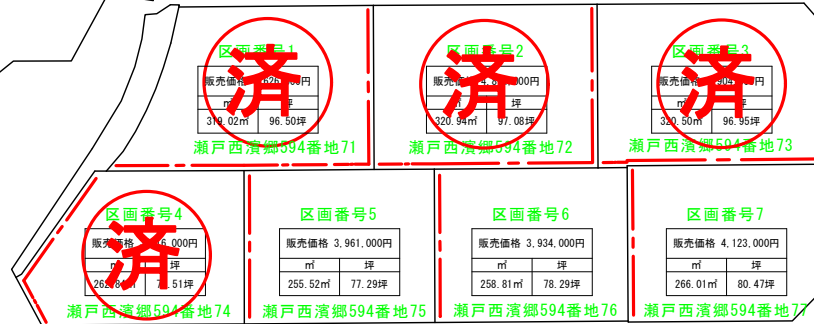 区画番号1
販売価格
済
㎡ 坪
319.02㎡ 96.50坪
瀬戸西濱郷594番地71
区画番号2
販売価格
済
㎡ 坪
320.94㎡ 97.08坪
瀬戸西濱郷594番地72
区画番号3
販売価格
済
㎡ 坪
320.50㎡ 96.95坪
瀬戸西濱郷594番地73
区画番号4
販売価格
済
㎡ 坪
瀬戸西濱郷594番地74
区画番号5
販売価格 3,961,000円
㎡ 坪
255.52㎡ 77.29坪
瀬戸西濱郷594番地75
区画番号6
販売価格 3,934,000円
㎡ 坪
258.81㎡ 78.29坪
瀬戸西濱郷594番地76
区画番号7
販売価格 4,123,000円
㎡ 坪
266.01㎡ 80.47坪
瀬戸西濱郷594番地77